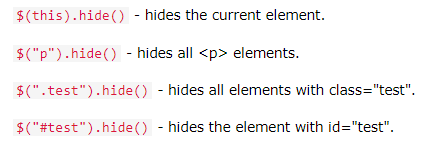 $(this).hide() - hides the current element.
$("p").hide() - hides all <p> elements.
$(".test").hide() - hides all elements with class="test".
$("#test").hide() - hides the element with id="test".